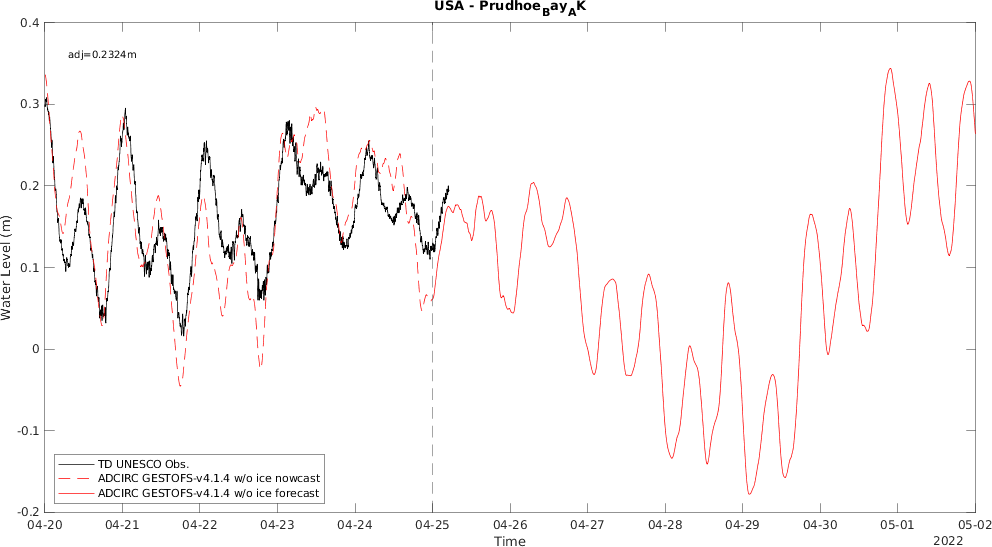 USA - PrudhoeBayAK
0.4
adj=0.2324m
0.3
0.2
0.1
0
-0.1
-0.2
Water Level (m)
TD UNESCO Obs.
ADCIRC GESTOFS-v4.1.4 w/o ice nowcast
ADCIRC GESTOFS-v4.1.4 w/o ice forecast
04-20 04-21 04-22 04-23 04-24 04-25 04-26 04-27 04-28 04-29 04-30 05-01 05-02
Time
2022